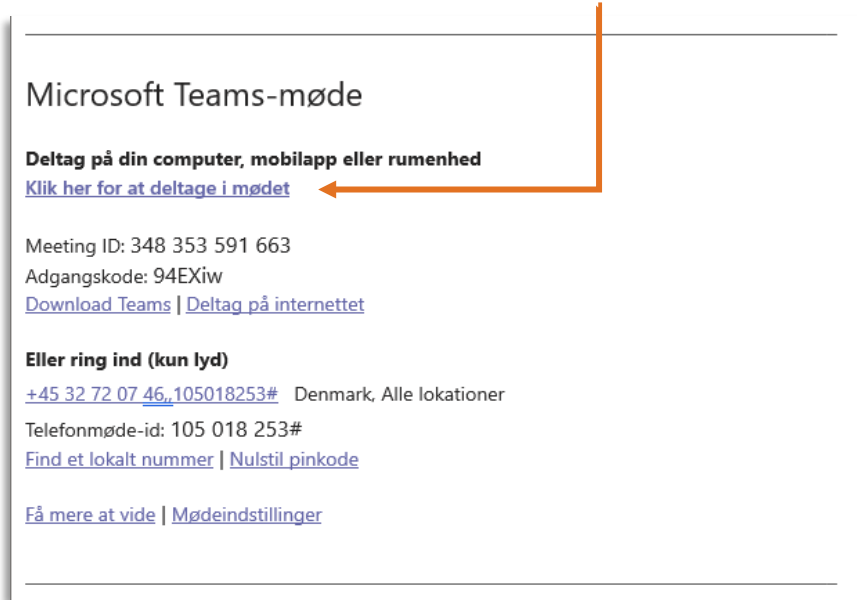 Microsoft Teams-møde
Deltag på din computer, mobilapp eller rumenhed
Klik her for at deltage i mødet
Meeting ID: 348 353 591 663
Adgangskode: 94EXiw
Download Teams | Deltag på internettet
Eller ring ind (kun lyd)
+45 32 72 07 46,,105018253# Denmark, Alle lokationer
Telefonmøde-id: 105 018 253#
Find et lokalt nummer | Nulstil pinkode
Få mere at vide | Mødeindstillinger